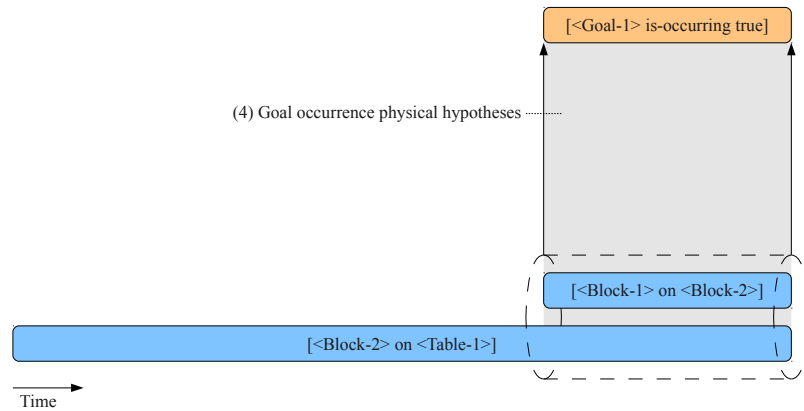 [<Goal-1> is-occurring true]
(4) Goal occurrence physical hypotheses
[<Block-1> on <Block-2>]
[<Block-2> on <Table-1>]
Time